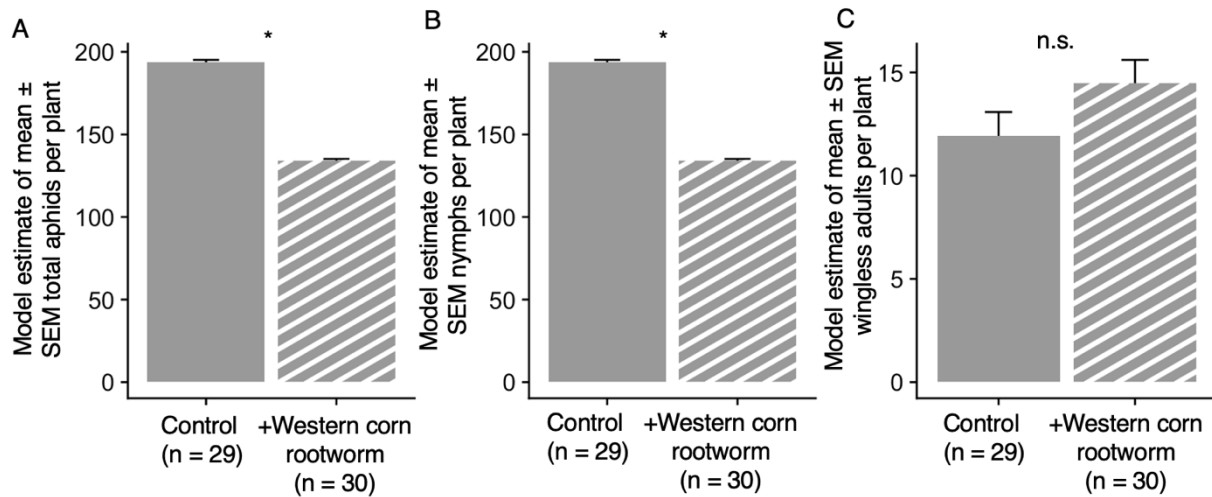 A
*
Model estimate of mean ±
SEM total aphids per plant
200
150
100
50
0
Control
(n = 29)
+Western corn
rootworm
(n = 30)
B
*
Model estimate of mean ±
SEM nymphs per plant
200
150
100
50
0
Control
(n = 29)
+Western corn
rootworm
(n = 30)
C
n.s.
Model estimate of mean ± SEM
wingless adults per plant
15
10
5
0
Control
(n = 29)
+Western corn
rootworm
(n = 30)